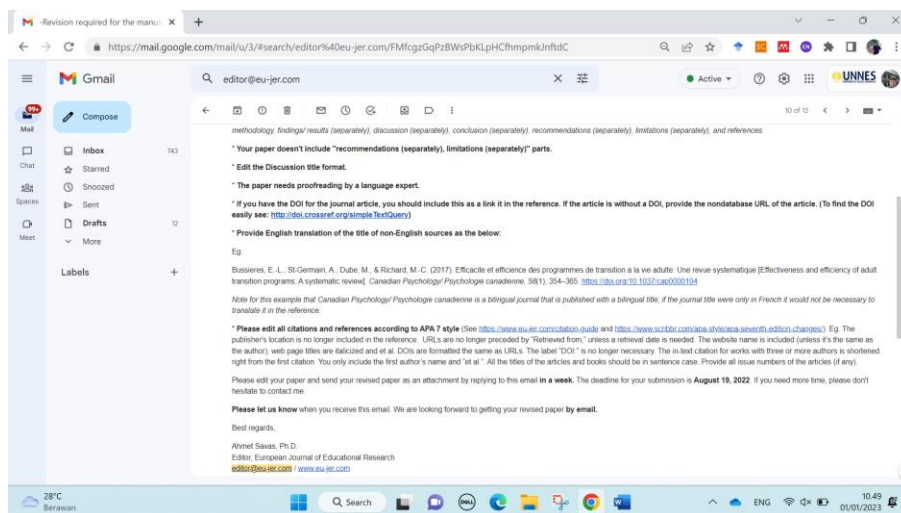 -Revision required for the manu
https://mail.google.com/mail/u/3/#search/editor%40eu-jer.com/FMfcgzGqPzBWsPbKLpHCfhmpmkJnftdC
Gmail
editor@eu-jer.com
Active
UNNES
99+
Mail
Chat
Spaces
Meet
Compose
Inbox 743
Starred
Snoozed
Sent
Drafts 12
More
Labels +
10 of 13
methodology, findings/ results (separately), discussion (separately), conclusion (separately), recommendations (separately), limitations (separately), and references.
* Your paper doesn't include "recommendations (separately), limitations (separately)" parts.
* Edit the Discussion title format.
* The paper needs proofreading by a language expert.
* If you have the DOI for the journal article, you should include this as a link it in the reference. If the article is without a DOI, provide the nondatabase URL of the article. (To find the DOI
easily see: http://doi.crossref.org/simpleTextQuery)
* Provide English translation of the title of non-English sources as the below:
Eg.
Bussieres, E.-L., St-Germain, A., Dube, M., & Richard, M.-C. (2017). Efficacite et efficience des programmes de transition a la vie adulte: Une revue systematique [Effectiveness and efficiency of adult
transition programs: A systematic review]. Canadian Psychology/ Psychologie canadienne, 58(1), 354–365. https://doi.org/10.1037/cap0000104
Note for this example that Canadian Psychology/ Psychologie canadienne is a bilingual journal that is published with a bilingual title; if the journal title were only in French it would not be necessary to
translate it in the reference.
* Please edit all citations and references according to APA 7 style (See https://www.eu-jer.com/citation-guide and https://www.scribbr.com/apa-style/apa-seventh-edition-changes/). Eg. The
publisher's location is no longer included in the reference. URLs are no longer preceded by "Retrieved from," unless a retrieval date is needed. The website name is included (unless it's the same as
the author), web page titles are italicized and et al. DOIs are formatted the same as URLs. The label "DOI:" is no longer necessary. The in-text citation for works with three or more authors is shortened
right from the first citation. You only include the first author's name and "et al.". All the titles of the articles and books should be in sentence case. Provide all issue numbers of the articles (if any).
Please edit your paper and send your revised paper as an attachment by replying to this email in a week. The deadline for your submission is August 19, 2022. If you need more time, please don't
hesitate to contact me.
Please let us know when you receive this email. We are looking forward to getting your revised paper by email.
Best regards,
Ahmet Savas, Ph.D.
Editor, European Journal of Educational Research
editor@eu-jer.com / www.eu-jer.com
28°C
Berawan
Search
ENG
10.49
01/01/2023